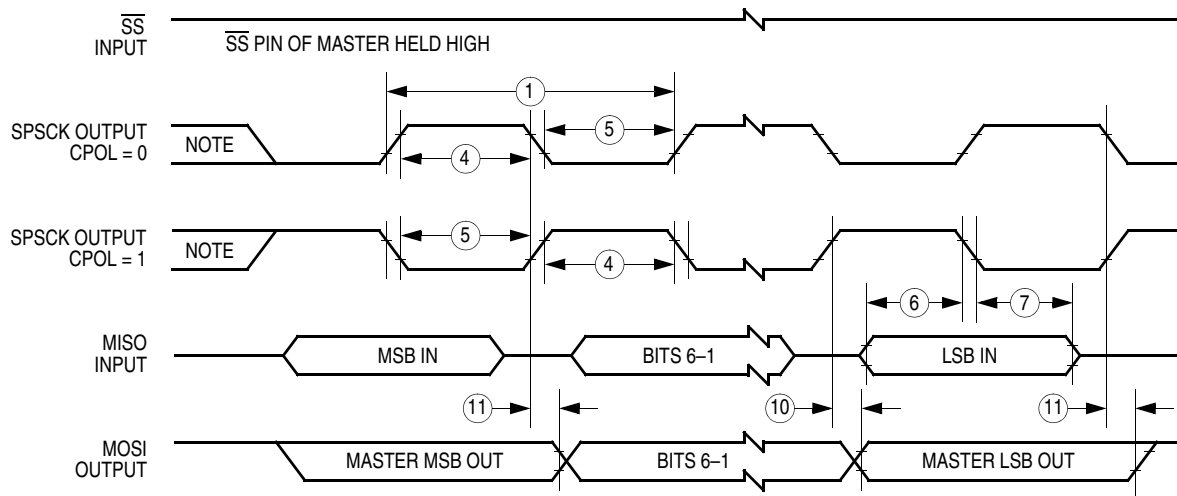 SS
INPUT
SS PIN OF MASTER HELD HIGH
1
SPSCK OUTPUT
CPOL = 0
NOTE
5
4
SPSCK OUTPUT
CPOL = 1
NOTE
5
4
6
7
MISO
INPUT
MSB IN
BITS 6–1
LSB IN
11
10
11
MOSI
OUTPUT
MASTER MSB OUT
BITS 6–1
MASTER LSB OUT